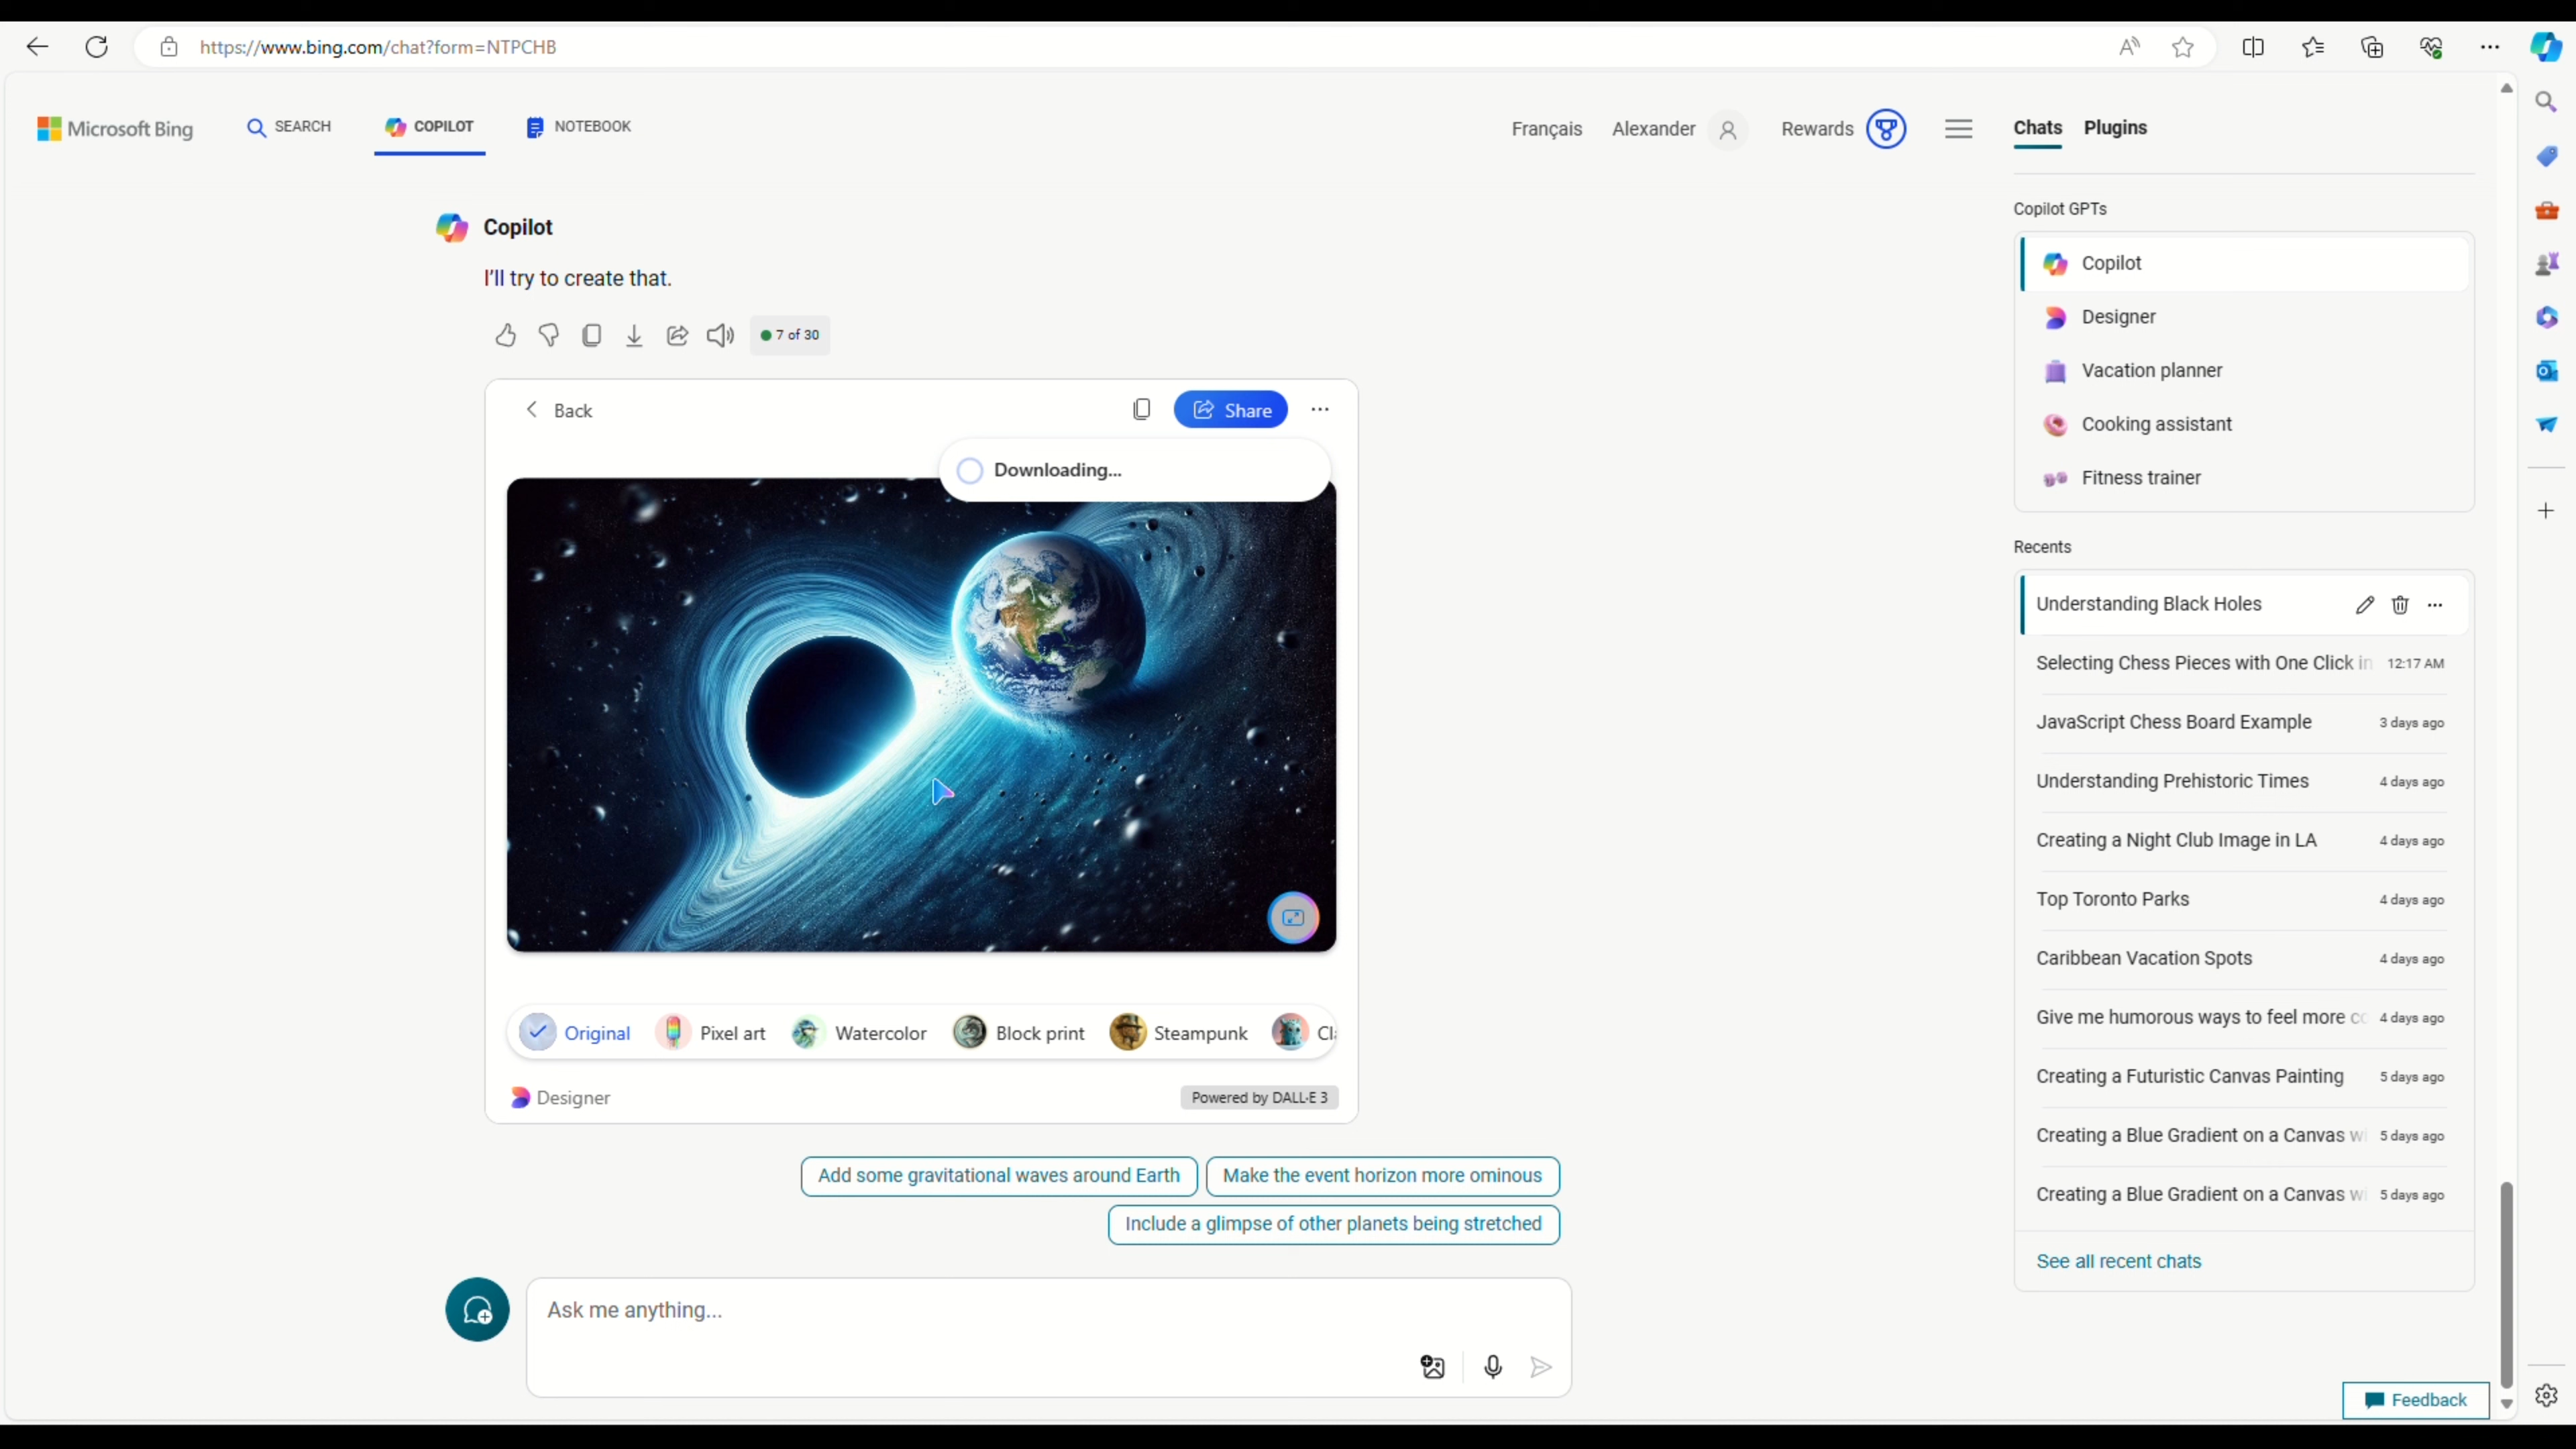 https://www.bing.com/chat?form=NTPCHB
Microsoft Bing
SEARCH
COPILOT
NOTEBOOK
Français
Alexander
Rewards
Chats
Plugins
Copilot
I'll try to create that.
7 of 30
Back
Share
Downloading...
Original
Pixel art
Watercolor
Block print
Steampunk
Cla
Designer
Powered by DALL·E 3
Add some gravitational waves around Earth
Make the event horizon more ominous
Include a glimpse of other planets being stretched
Ask me anything...
Copilot GPTs
Copilot
Designer
Vacation planner
Cooking assistant
Fitness trainer
Recents
Understanding Black Holes
Selecting Chess Pieces with One Click in 12:17 AM
JavaScript Chess Board Example 3 days ago
Understanding Prehistoric Times 4 days ago
Creating a Night Club Image in LA 4 days ago
Top Toronto Parks 4 days ago
Caribbean Vacation Spots 4 days ago
Give me humorous ways to feel more co 4 days ago
Creating a Futuristic Canvas Painting 5 days ago
Creating a Blue Gradient on a Canvas wi 5 days ago
Creating a Blue Gradient on a Canvas wi 5 days ago
See all recent chats
Feedback